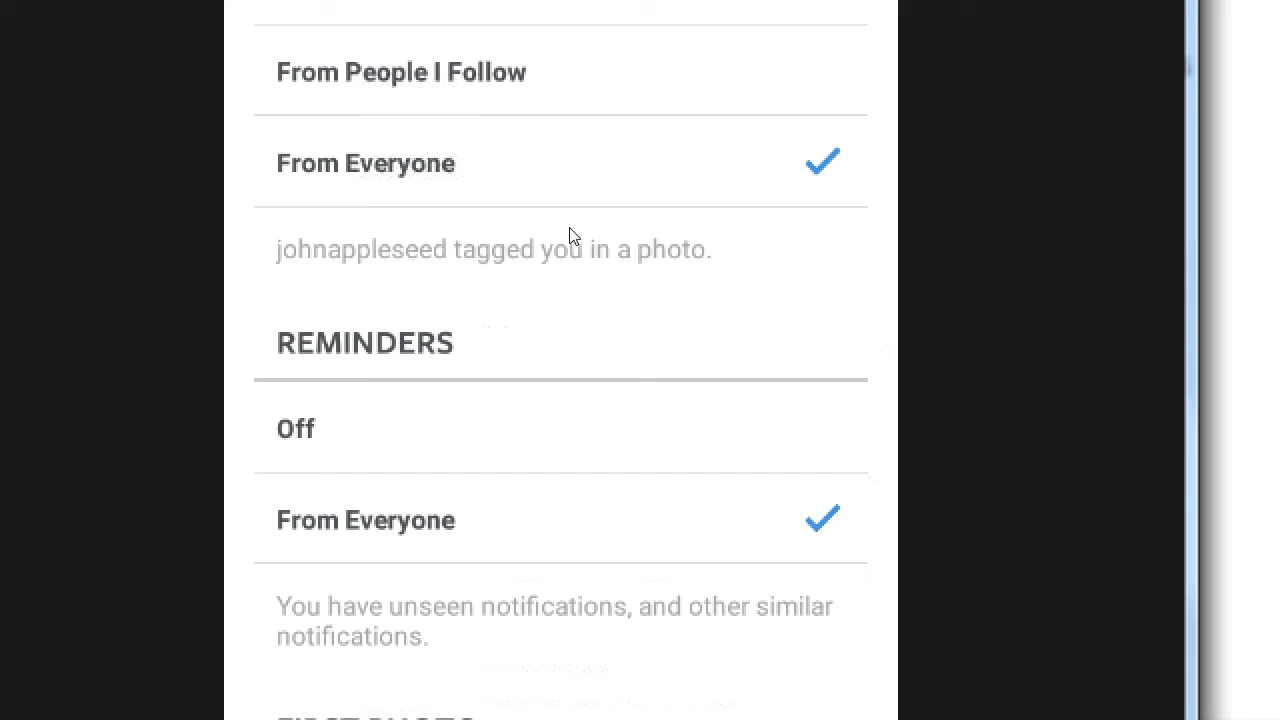 From People I Follow
From Everyone
johnappleseed tagged you in a photo.
REMINDERS
Off
From Everyone
You have unseen notifications, and other similar
notifications.